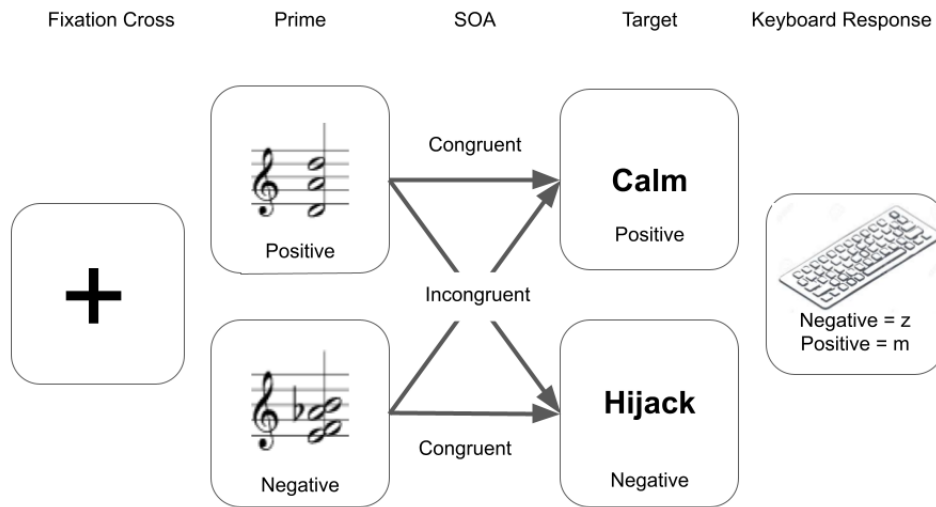 Fixation Cross
Prime
SOA
Target
Keyboard Response
Positive
Congruent
Calm
Positive
Incongruent
Negative
Congruent
Hijack
Negative
Negative = z
Positive = m